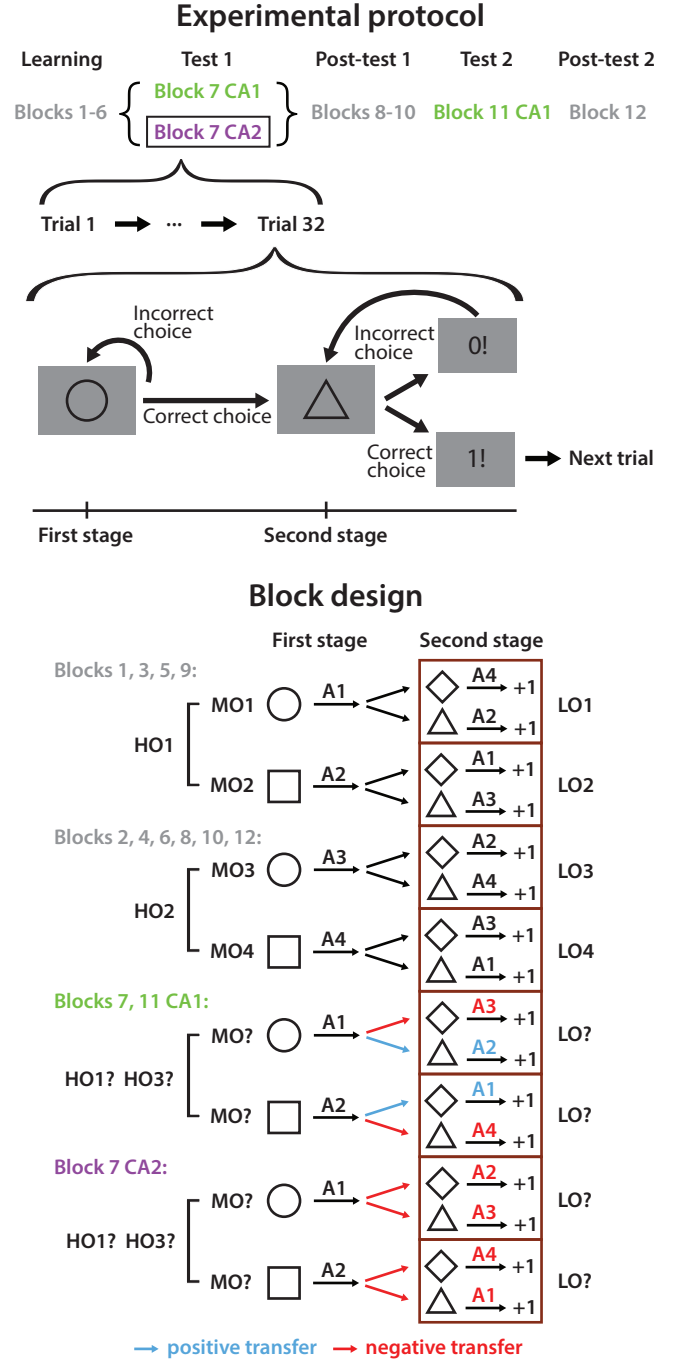 Experimental protocol
Learning Test 1 Post-test 1 Test 2 Post-test 2
Block 7 CA1
Blocks 1-6 Blocks 8-10 Block 11 CA1 Block 12
Block 7 CA2
Trial 1 ... Trial 32
Incorrect choice
Correct choice
Incorrect choice
0!
Correct choice
1!
Next trial
First stage Second stage
Block design
First stage Second stage
Blocks 1, 3, 5, 9:
A4 +1
MO1 A1 LO1
A2 +1
HO1
A1 +1
MO2 A2 LO2
A3 +1
Blocks 2, 4, 6, 8, 10, 12:
A2 +1
MO3 A3 LO3
A4 +1
HO2
A3 +1
MO4 A4 LO4
A1 +1
Blocks 7, 11 CA1:
A3 +1
MO? A1 LO?
A2 +1
HO1? HO3?
A1 +1
MO? A2 LO?
A4 +1
Block 7 CA2:
A2 +1
MO? A1 LO?
A3 +1
HO1? HO3?
A4 +1
MO? A2 LO?
A1 +1
positive transfer negative transfer